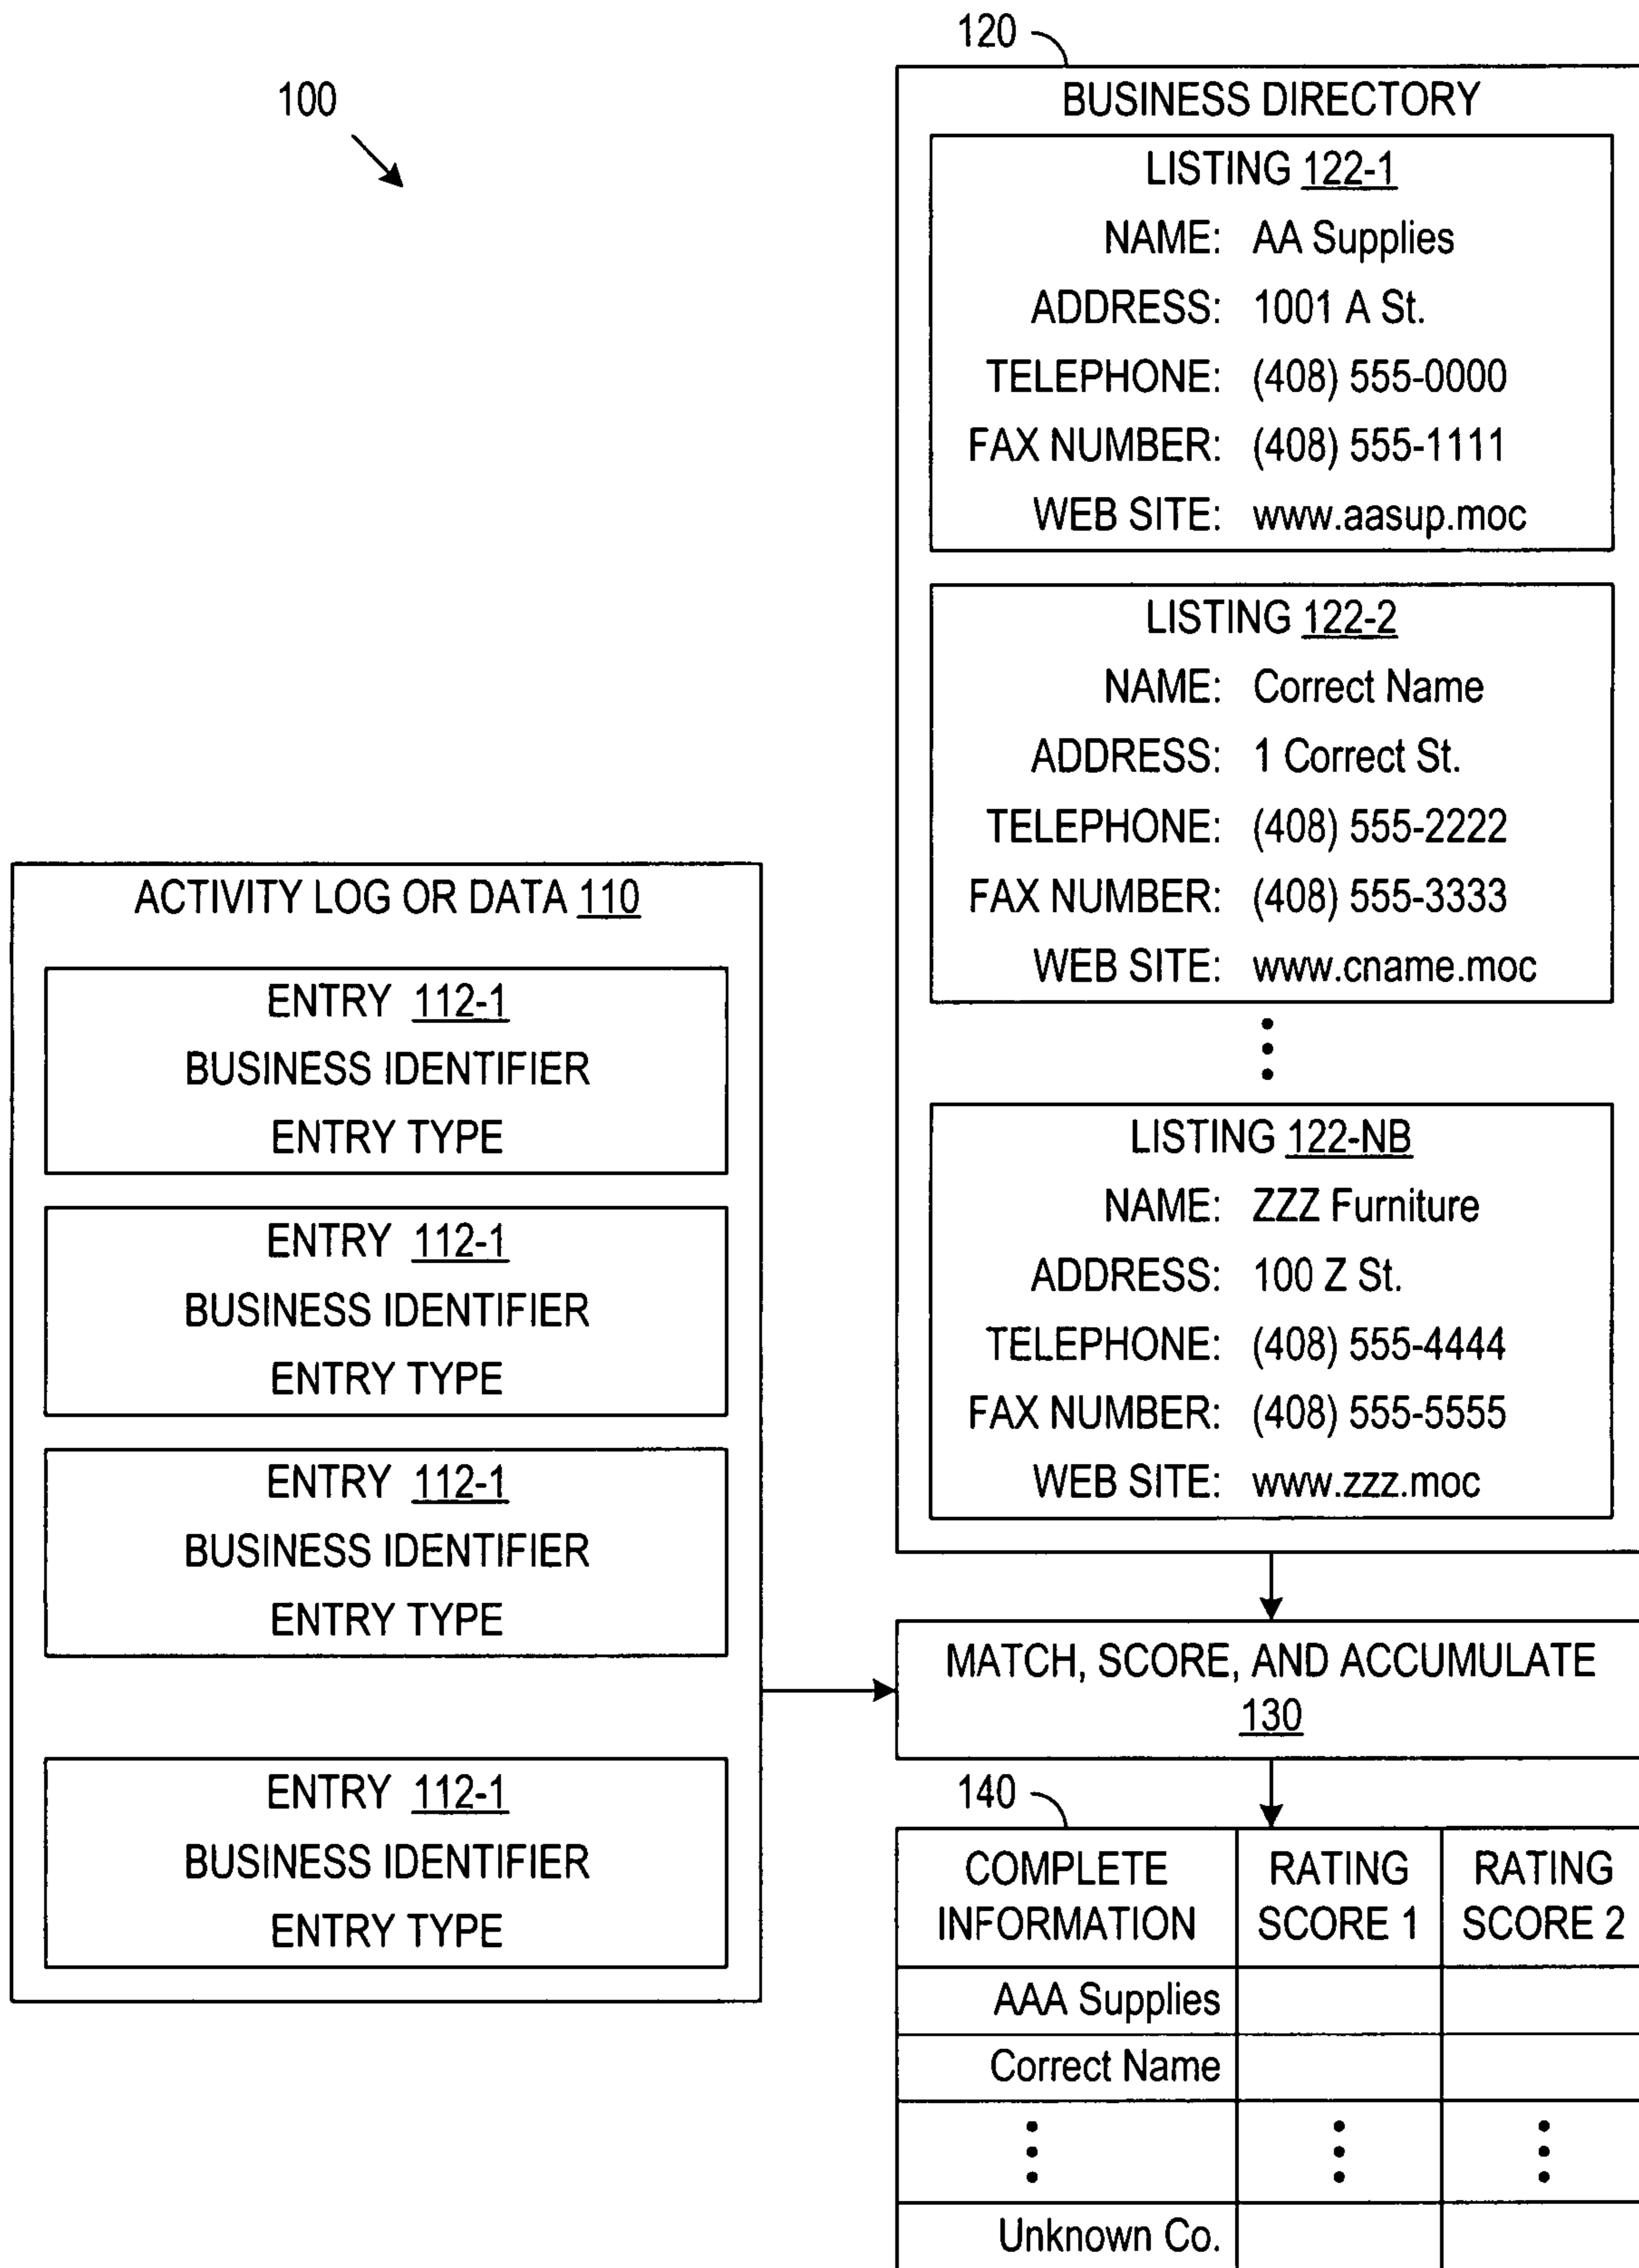 100
120
BUSINESS DIRECTORY
LISTING 122-1
NAME: AA Supplies
ADDRESS: 1001 A St.
TELEPHONE: (408) 555-0000
FAX NUMBER: (408) 555-1111
WEB SITE: www.aasup.moc
LISTING 122-2
NAME: Correct Name
ADDRESS: 1 Correct St.
TELEPHONE: (408) 555-2222
FAX NUMBER: (408) 555-3333
WEB SITE: www.cname.moc
LISTING 122-NB
NAME: ZZZ Furniture
ADDRESS: 100 Z St.
TELEPHONE: (408) 555-4444
FAX NUMBER: (408) 555-5555
WEB SITE: www.zzz.moc
ACTIVITY LOG OR DATA 110
ENTRY 112-1
BUSINESS IDENTIFIER
ENTRY TYPE
ENTRY 112-1
BUSINESS IDENTIFIER
ENTRY TYPE
ENTRY 112-1
BUSINESS IDENTIFIER
ENTRY TYPE
ENTRY 112-1
BUSINESS IDENTIFIER
ENTRY TYPE
MATCH, SCORE, AND ACCUMULATE
130
140
COMPLETE INFORMATION
RATING SCORE 1
RATING SCORE 2
AAA Supplies
Correct Name
Unknown Co.